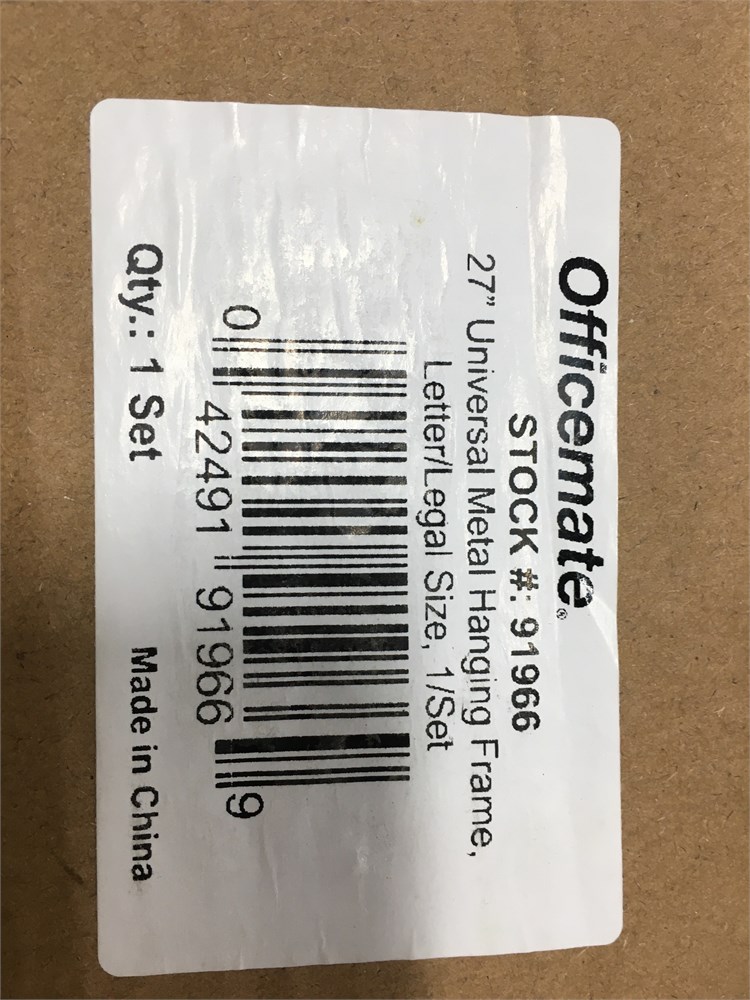 Officemate®
STOCK #: 91966
27” Universal Metal Hanging Frame,
Letter/Legal Size, 1/Set
0 42491 91966 9
Qty.: 1 Set Made in China